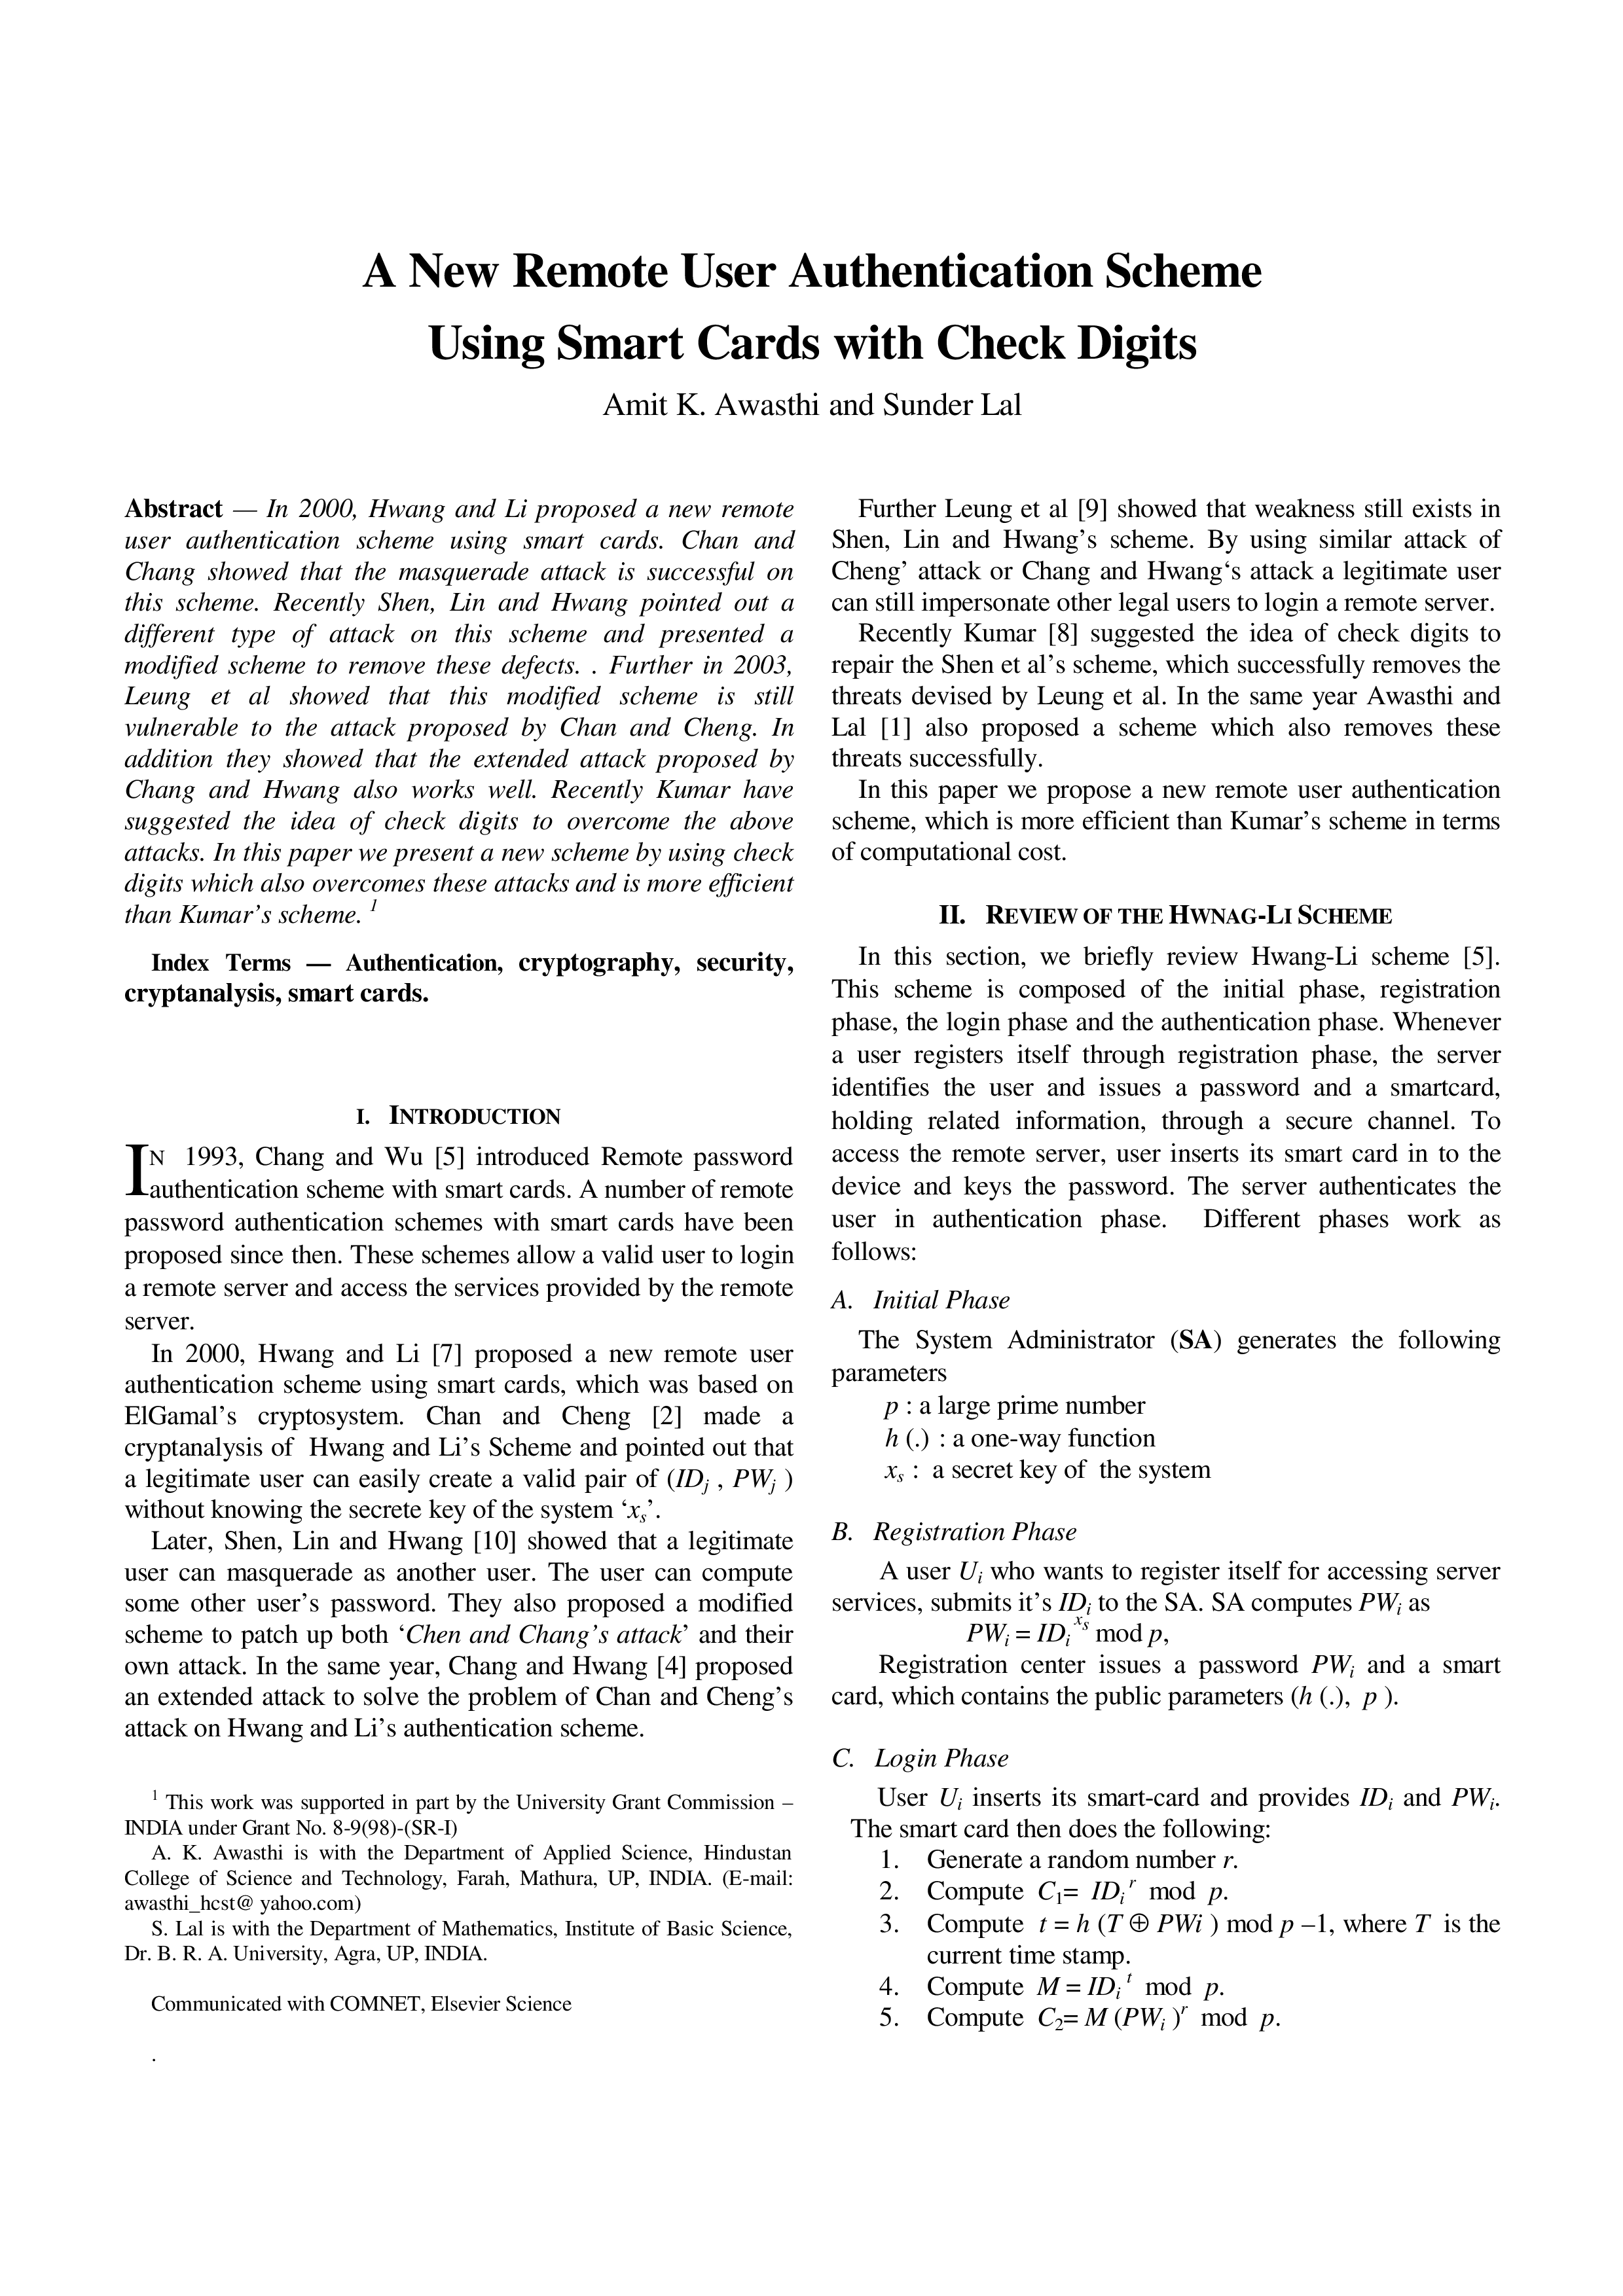 A New Remote User Authentication Scheme
Using Smart Cards with Check Digits
Amit K. Awasthi and Sunder Lal
Abstract — In 2000, Hwang and Li proposed a new remote
user authentication scheme using smart cards. Chan and
Chang showed that the masquerade attack is successful on
this scheme. Recently Shen, Lin and Hwang pointed out a
different type of attack on this scheme and presented a
modified scheme to remove these defects. . Further in 2003,
Leung et al showed that this modified scheme is still
vulnerable to the attack proposed by Chan and Cheng. In
addition they showed that the extended attack proposed by
Chang and Hwang also works well. Recently Kumar have
suggested the idea of check digits to overcome the above
attacks. In this paper we present a new scheme by using check
digits which also overcomes these attacks and is more efficient
than Kumar's scheme. 1
Index Terms — Authentication, cryptography, security,
cryptanalysis, smart cards.
I. INTRODUCTION
IN 1993, Chang and Wu [5] introduced Remote password
authentication scheme with smart cards. A number of remote
password authentication schemes with smart cards have been
proposed since then. These schemes allow a valid user to login
a remote server and access the services provided by the remote
server.
In 2000, Hwang and Li [7] proposed a new remote user
authentication scheme using smart cards, which was based on
ElGamal's cryptosystem. Chan and Cheng [2] made a
cryptanalysis of Hwang and Li's Scheme and pointed out that
a legitimate user can easily create a valid pair of (IDj , PWj )
without knowing the secrete key of the system ‘xs’.
Later, Shen, Lin and Hwang [10] showed that a legitimate
user can masquerade as another user. The user can compute
some other user's password. They also proposed a modified
scheme to patch up both ‘Chen and Chang's attack’ and their
own attack. In the same year, Chang and Hwang [4] proposed
an extended attack to solve the problem of Chan and Cheng's
attack on Hwang and Li's authentication scheme.
1 This work was supported in part by the University Grant Commission –
INDIA under Grant No. 8-9(98)-(SR-I)
A. K. Awasthi is with the Department of Applied Science, Hindustan
College of Science and Technology, Farah, Mathura, UP, INDIA. (E-mail:
awasthi_hcst@ yahoo.com)
S. Lal is with the Department of Mathematics, Institute of Basic Science,
Dr. B. R. A. University, Agra, UP, INDIA.
Communicated with COMNET, Elsevier Science
.
Further Leung et al [9] showed that weakness still exists in
Shen, Lin and Hwang's scheme. By using similar attack of
Cheng’ attack or Chang and Hwang‘s attack a legitimate user
can still impersonate other legal users to login a remote server.
Recently Kumar [8] suggested the idea of check digits to
repair the Shen et al's scheme, which successfully removes the
threats devised by Leung et al. In the same year Awasthi and
Lal [1] also proposed a scheme which also removes these
threats successfully.
In this paper we propose a new remote user authentication
scheme, which is more efficient than Kumar's scheme in terms
of computational cost.
II. REVIEW OF THE HWNAG-LI SCHEME
In this section, we briefly review Hwang-Li scheme [5].
This scheme is composed of the initial phase, registration
phase, the login phase and the authentication phase. Whenever
a user registers itself through registration phase, the server
identifies the user and issues a password and a smartcard,
holding related information, through a secure channel. To
access the remote server, user inserts its smart card in to the
device and keys the password. The server authenticates the
user in authentication phase. Different phases work as
follows:
A. Initial Phase
The System Administrator (SA) generates the following
parameters
p : a large prime number
h (.) : a one-way function
xs : a secret key of the system
B. Registration Phase
A user Ui who wants to register itself for accessing server
services, submits it's IDi to the SA. SA computes PWi as
PWi = IDi^xs mod p,
Registration center issues a password PWi and a smart
card, which contains the public parameters (h (.), p ).
C. Login Phase
User Ui inserts its smart-card and provides IDi and PWi.
The smart card then does the following:
1. Generate a random number r.
2. Compute C1= IDi^r mod p.
3. Compute t = h (T ⊕ PWi ) mod p –1, where T is the
current time stamp.
4. Compute M = IDi^t mod p.
5. Compute C2= M (PWi )^r mod p.